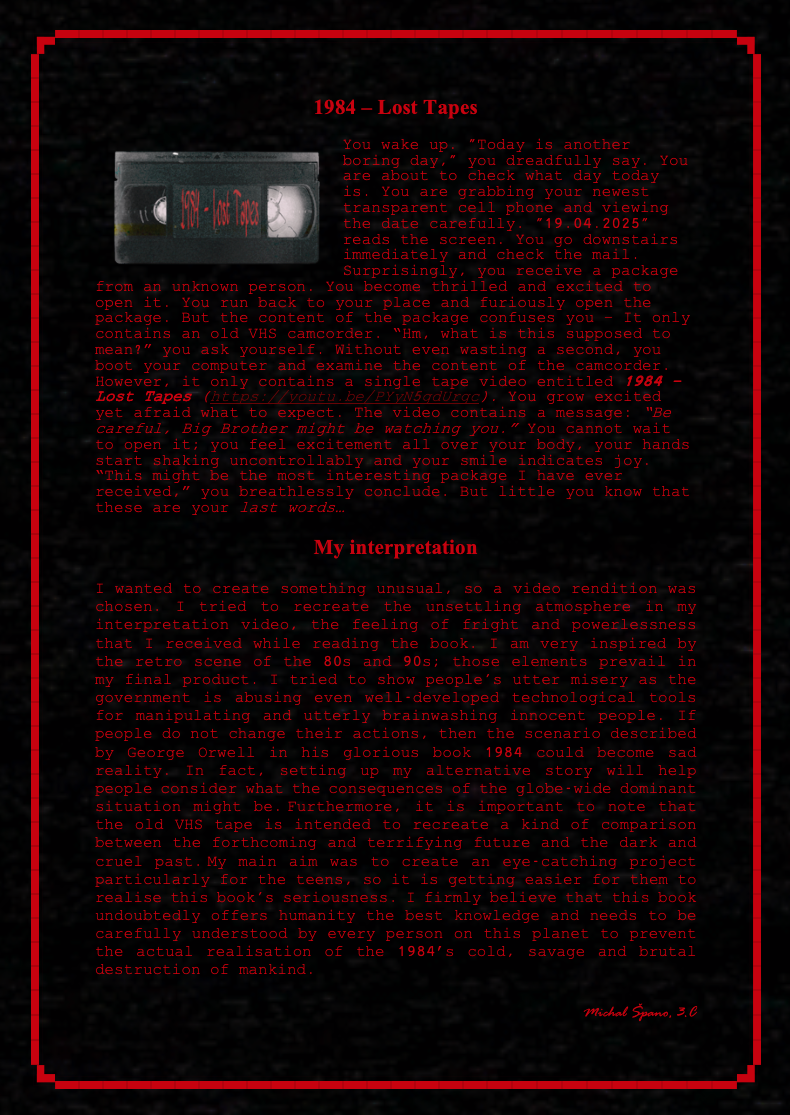 1984 – Lost Tapes
1984 - Lost Tapes
You wake up. ”Today is another
boring day,” you dreadfully say. You
are about to check what day today
is. You are grabbing your newest
transparent cell phone and viewing
the date carefully. ”19.04.2025”
reads the screen. You go downstairs
immediately and check the mail.
Surprisingly, you receive a package
from an unknown person. You become thrilled and excited to
open it. You run back to your place and furiously open the
package. But the content of the package confuses you – It only
contains an old VHS camcorder. “Hm, what is this supposed to
mean?” you ask yourself. Without even wasting a second, you
boot your computer and examine the content of the camcorder.
However, it only contains a single tape video entitled 1984 –
Lost Tapes (https://youtu.be/PYyN5qdUrqc). You grow excited
yet afraid what to expect. The video contains a message: “Be
careful, Big Brother might be watching you.” You cannot wait
to open it; you feel excitement all over your body, your hands
start shaking uncontrollably and your smile indicates joy.
“This might be the most interesting package I have ever
received,” you breathlessly conclude. But little you know that
these are your last words…
My interpretation
I wanted to create something unusual, so a video rendition was
chosen. I tried to recreate the unsettling atmosphere in my
interpretation video, the feeling of fright and powerlessness
that I received while reading the book. I am very inspired by
the retro scene of the 80s and 90s; those elements prevail in
my final product. I tried to show people’s utter misery as the
government is abusing even well-developed technological tools
for manipulating and utterly brainwashing innocent people. If
people do not change their actions, then the scenario described
by George Orwell in his glorious book 1984 could become sad
reality. In fact, setting up my alternative story will help
people consider what the consequences of the globe-wide dominant
situation might be. Furthermore, it is important to note that
the old VHS tape is intended to recreate a kind of comparison
between the forthcoming and terrifying future and the dark and
cruel past. My main aim was to create an eye-catching project
particularly for the teens, so it is getting easier for them to
realise this book’s seriousness. I firmly believe that this book
undoubtedly offers humanity the best knowledge and needs to be
carefully understood by every person on this planet to prevent
the actual realisation of the 1984’s cold, savage and brutal
destruction of mankind.
Michal Špano, 3.C